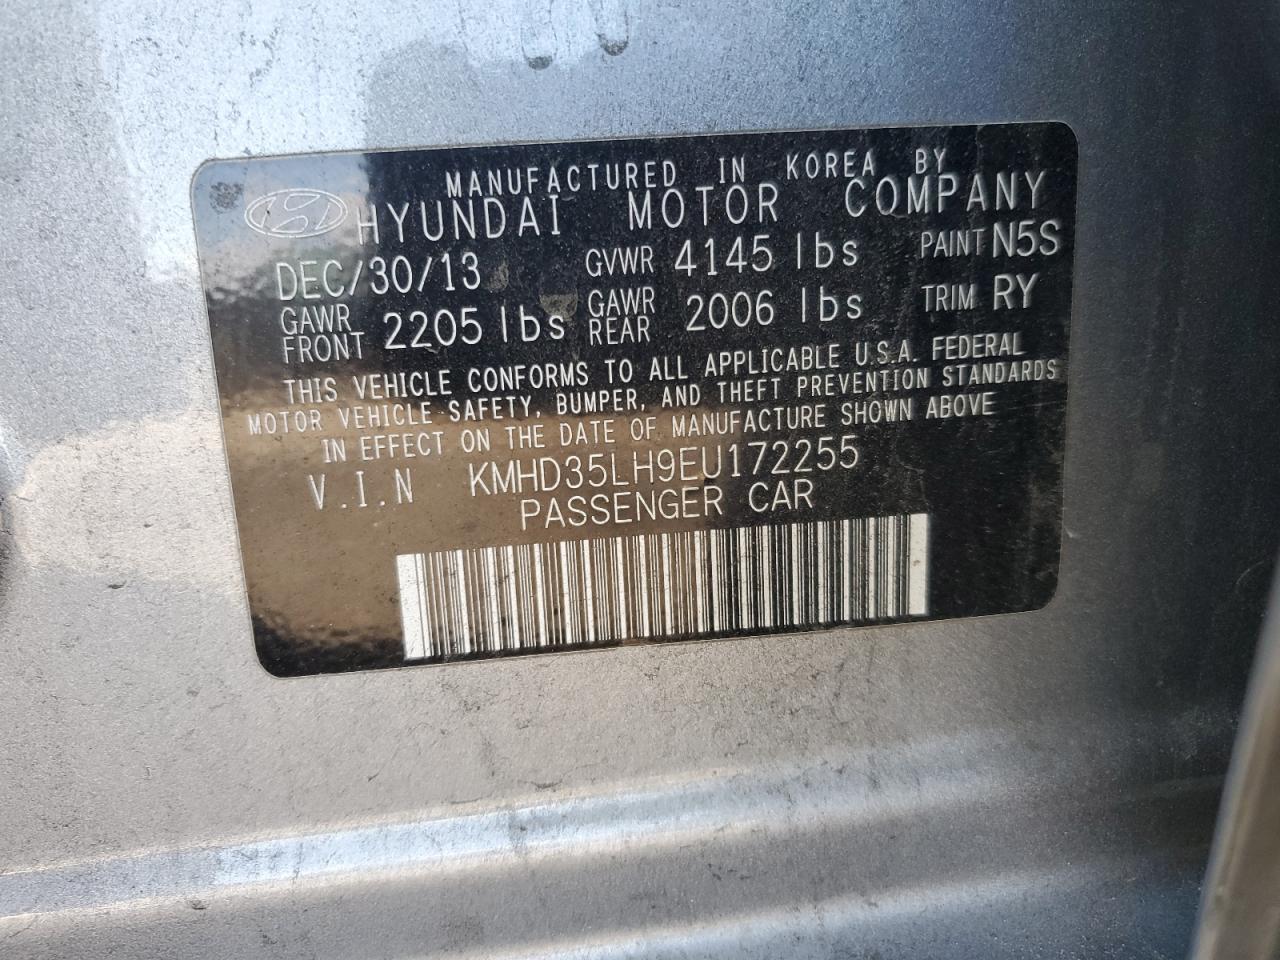 MANUFACTURED IN KOREA BY
HYUNDAI MOTOR COMPANY
DEC/30/13 GVWR 4145 lbs PAINT N5S
GAWR FRONT 2205 lbs GAWR REAR 2006 lbs TRIM RY
THIS VEHICLE CONFORMS TO ALL APPLICABLE U.S.A. FEDERAL
MOTOR VEHICLE SAFETY, BUMPER, AND THEFT PREVENTION STANDARDS
IN EFFECT ON THE DATE OF MANUFACTURE SHOWN ABOVE
V.I.N KMHD35LH9EU172255
PASSENGER CAR